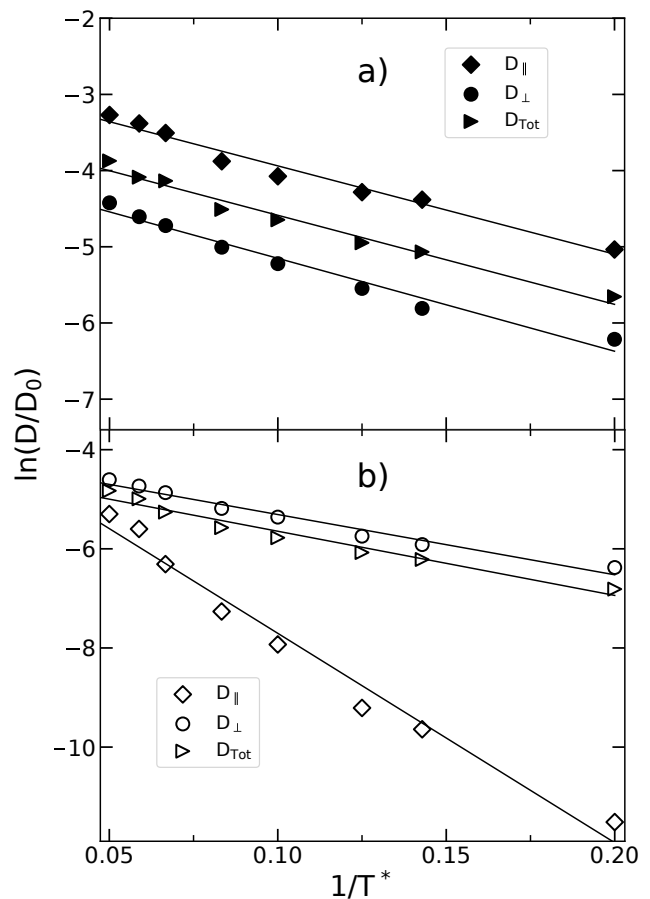 −2
−3
−4
−5
−6
−7
a)
D∥
D⊥
DTot
ln(D/D0)
−4
−6
−8
−10
b)
D∥
D⊥
DTot
0.05 0.10 0.15 0.20
1/T*